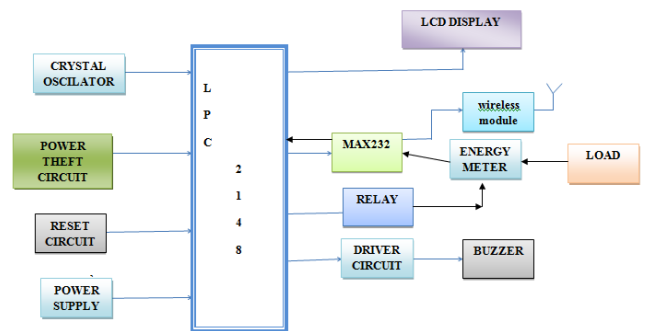 LCD DISPLAY
CRYSTAL
OSCILATOR
L
P
C
2
1
4
8
wireless
module
POWER
THEFT
CIRCUIT
MAX232
ENERGY
METER
LOAD
RESET
CIRCUIT
RELAY
DRIVER
CIRCUIT
BUZZER
POWER
SUPPLY